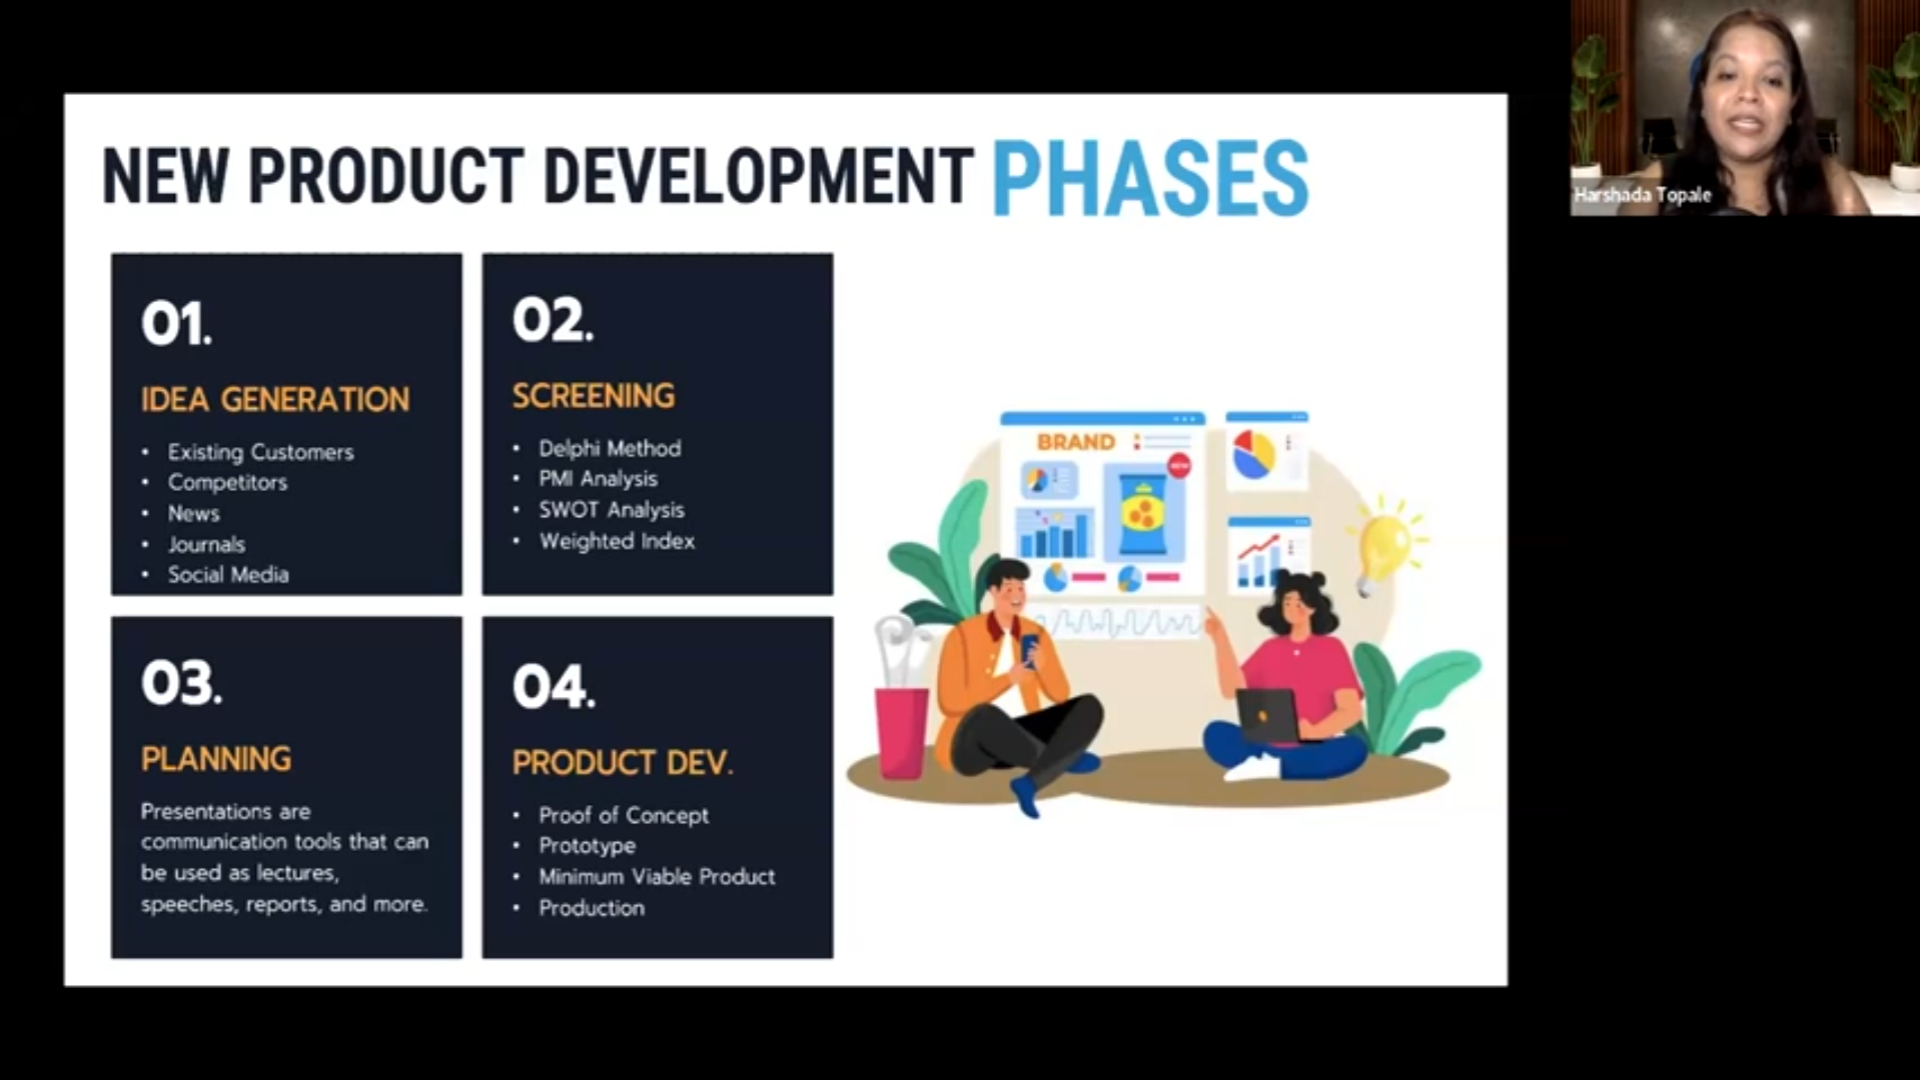 NEW PRODUCT DEVELOPMENT PHASES
01.
IDEA GENERATION
• Existing Customers
• Competitors
• News
• Journals
• Social Media
02.
SCREENING
• Delphi Method
• PMI Analysis
• SWOT Analysis
• Weighted Index
03.
PLANNING
Presentations are
communication tools that can
be used as lectures,
speeches, reports, and more.
04.
PRODUCT DEV.
• Proof of Concept
• Prototype
• Minimum Viable Product
• Production
BRAND
NEW
Harshada Topale